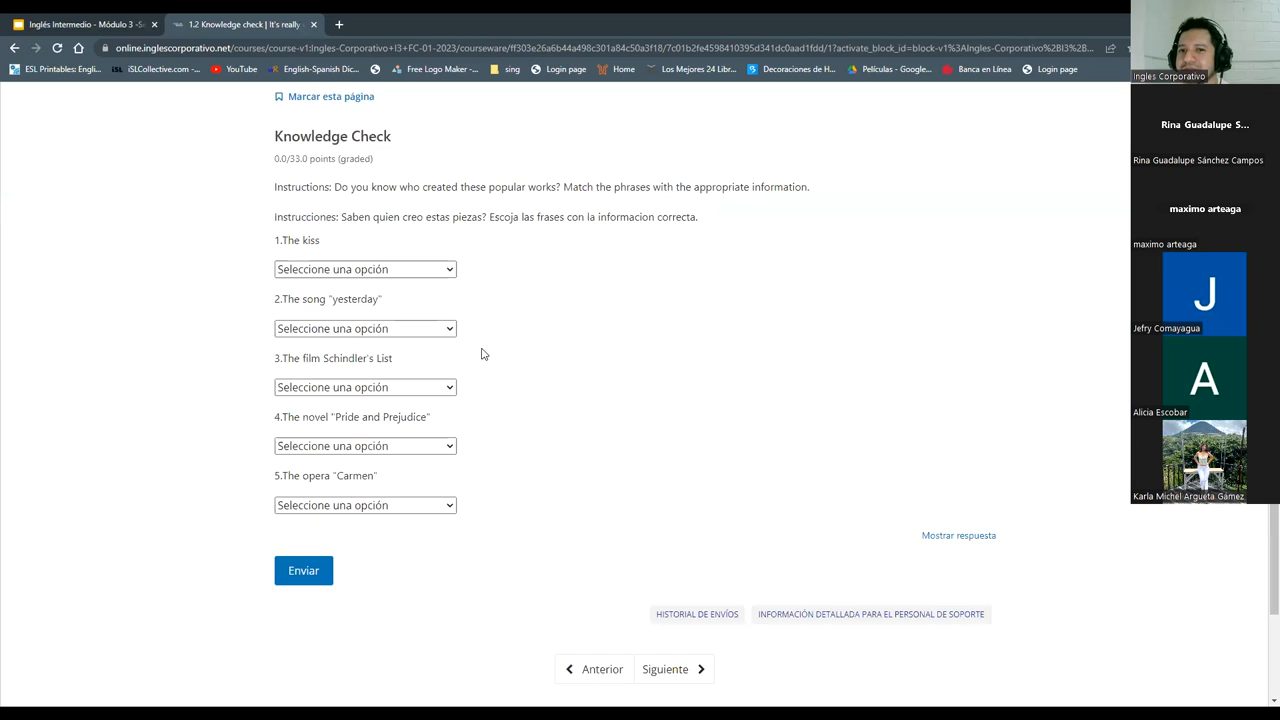 Inglés Intermedio - Módulo 3 -S
1.2 Knowledge check | It's really
online.inglescorporativo.net/courses/course-v1:Ingles-Corporativo+I3+FC-01-2023/courseware/ff303e26a6b44a498c301a84c50a3f18/7c01b2fe4598410395d341dc0aad1fdd/1?activate_block_id=block-v1%3AIngles-Corporativo%2BI3%2B...
ESL Printables: Engli...
iSLCollective.com -...
YouTube
English-Spanish Dic...
Free Logo Maker -...
sing
Login page
Home
Los Mejores 24 Libr...
Decoraciones de H...
Películas - Google...
Banca en Línea
Login page
Marcar esta página
Knowledge Check
0.0/33.0 points (graded)
Instructions: Do you know who created these popular works? Match the phrases with the appropriate information.
Instrucciones: Saben quien creo estas piezas? Escoja las frases con la informacion correcta.
1.The kiss
Seleccione una opción
2.The song "yesterday"
Seleccione una opción
3.The film Schindler's List
Seleccione una opción
4.The novel "Pride and Prejudice"
Seleccione una opción
5.The opera "Carmen"
Seleccione una opción
Mostrar respuesta
Enviar
HISTORIAL DE ENVÍOS
INFORMACIÓN DETALLADA PARA EL PERSONAL DE SOPORTE
Anterior
Siguiente
Ingles Corporativo
Rina Guadalupe S...
Rina Guadalupe Sánchez Campos
maximo arteaga
maximo arteaga
J
Jefry Comayagua
A
Alicia Escobar
Karla Michel Argueta Gámez